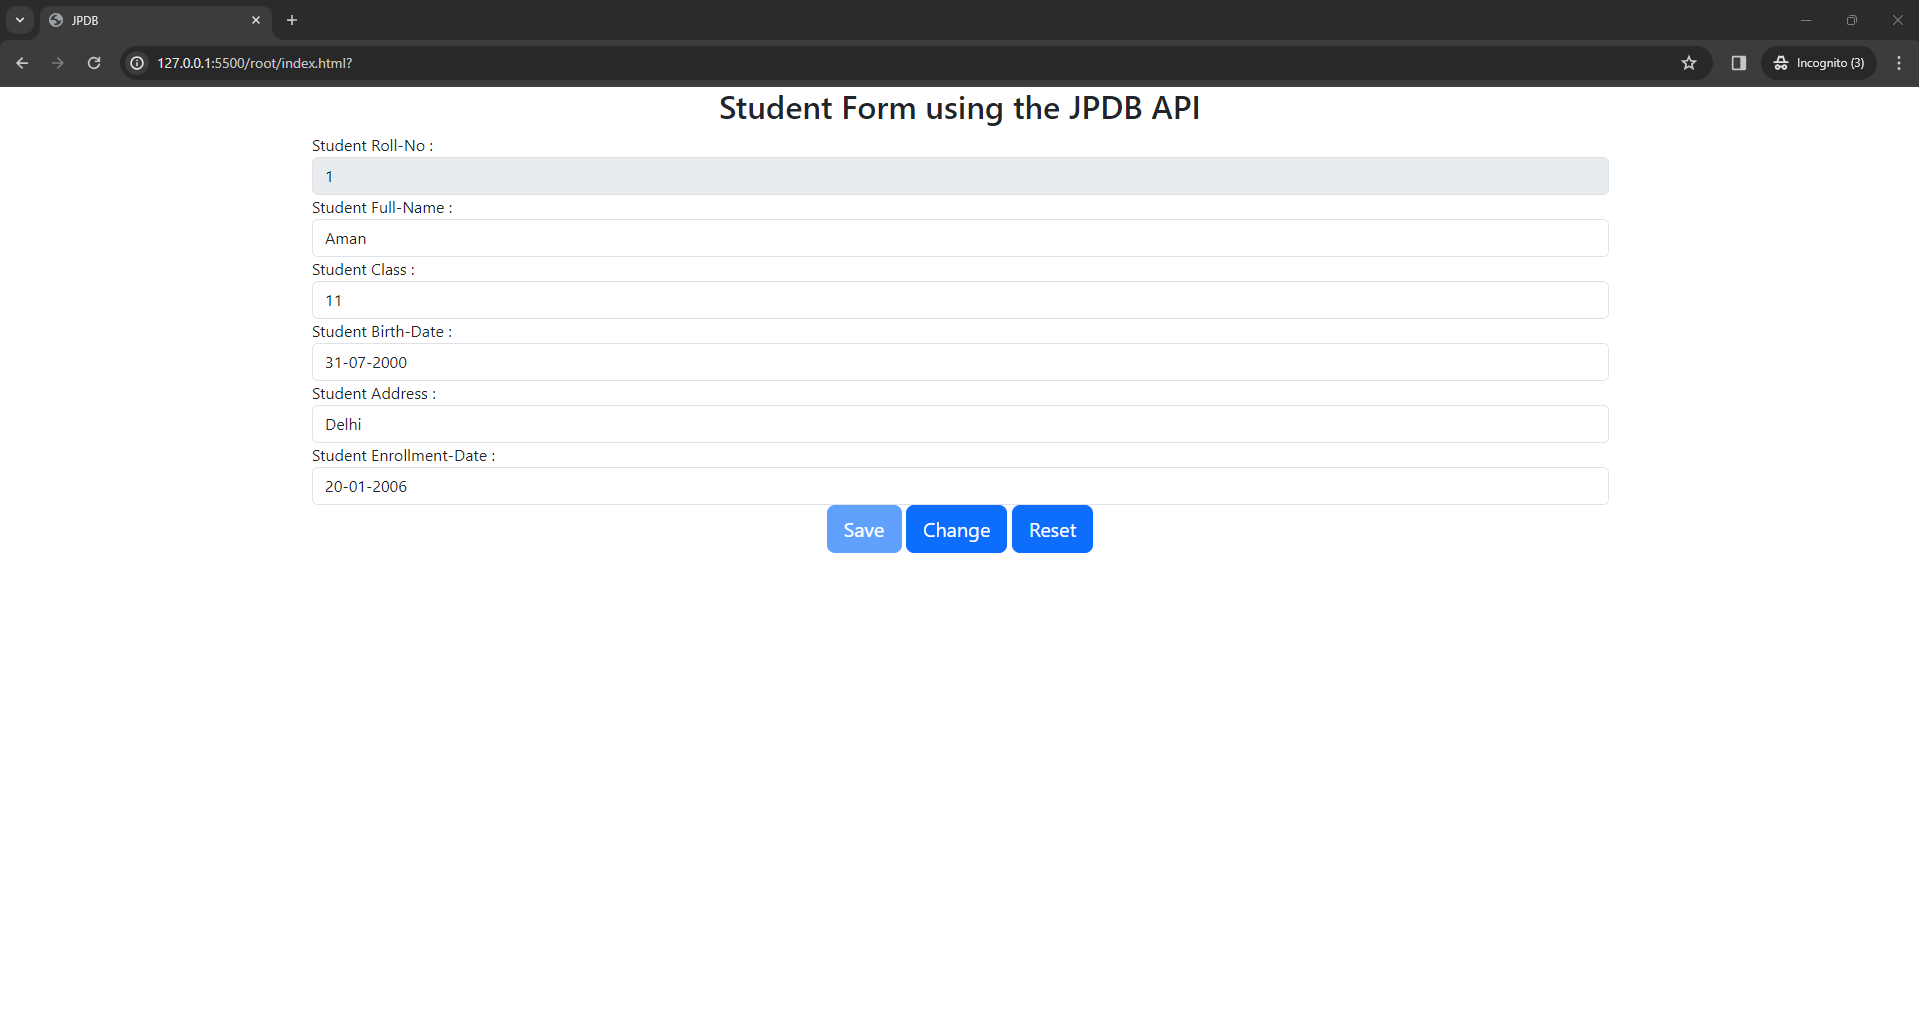 JPDB
127.0.0.1:5500/root/index.html?
Incognito (3)
Student Form using the JPDB API
Student Roll-No :
1
Student Full-Name :
Aman
Student Class :
11
Student Birth-Date :
31-07-2000
Student Address :
Delhi
Student Enrollment-Date :
20-01-2006
Save Change Reset